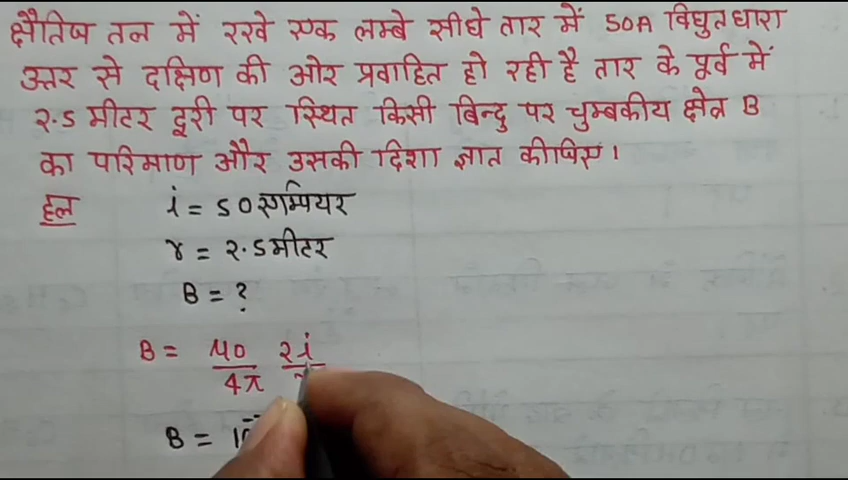 क्षैतिज तल में रखे एक लम्बे सीधे तार में 50A विद्युत धारा
उत्तर से दक्षिण की ओर प्रवाहित हो रही है तार के पूर्व में
2.5 मीटर दूरी पर स्थित किसी बिन्दु पर चुम्बकीय क्षेत्र B
का परिमाण और उसकी दिशा ज्ञात कीजिए।
हल i = 50 एम्पियर
r = 2.5 मीटर
B = ?
B = μ0/4π 2i
B = 10